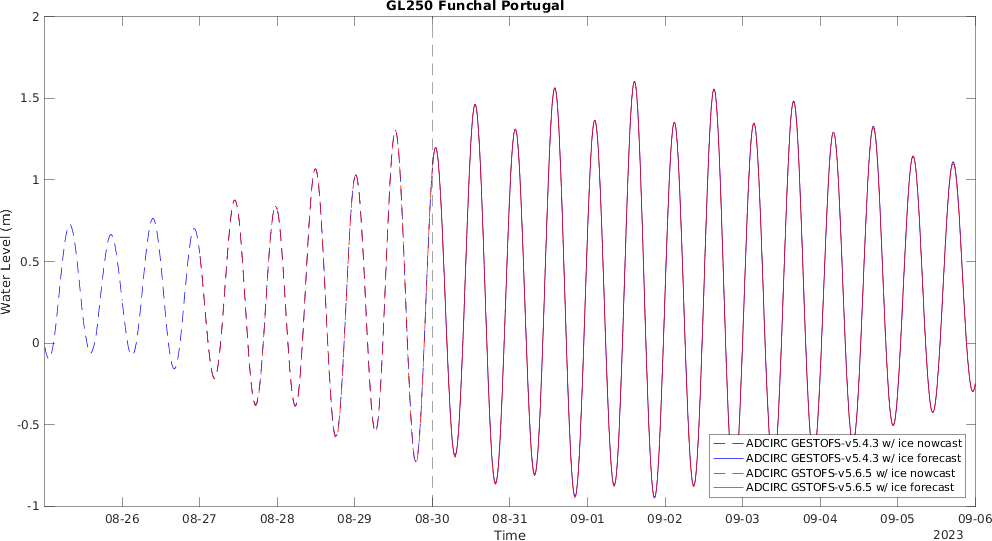 GL250 Funchal Portugal
2
1.5
1
0.5
0
-0.5
-1
Water Level (m)
ADCIRC GESTOFS-v5.4.3 w/ ice nowcast
ADCIRC GESTOFS-v5.4.3 w/ ice forecast
ADCIRC GSTOFS-v5.6.5 w/ ice nowcast
ADCIRC GSTOFS-v5.6.5 w/ ice forecast
08-26 08-27 08-28 08-29 08-30 08-31 09-01 09-02 09-03 09-04 09-05 09-06
Time
2023